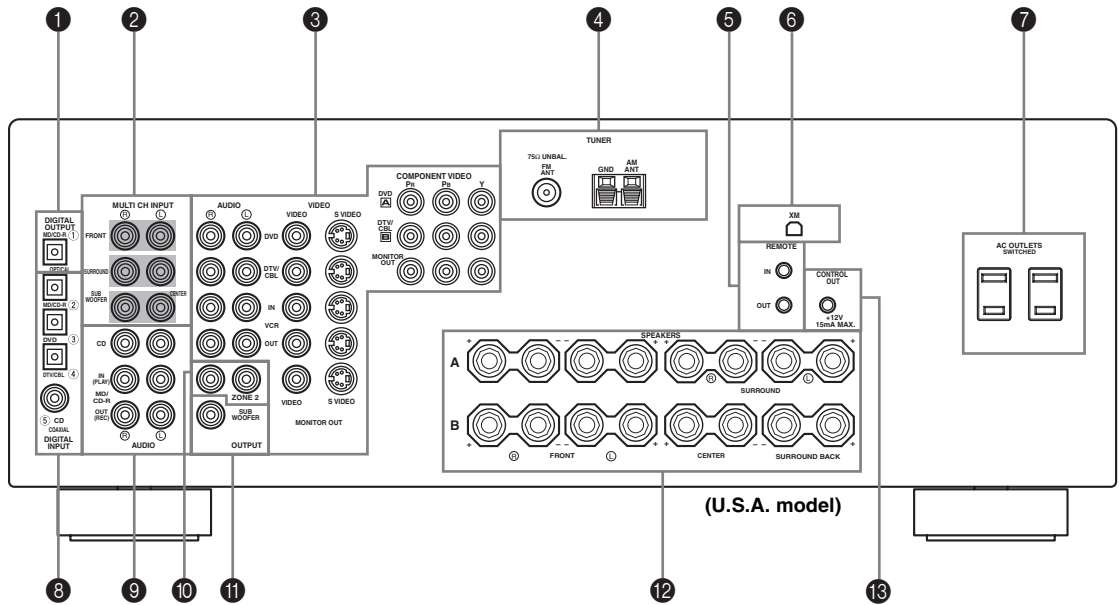 1 2 3 4 5 6 7
TUNER
75Ω UNBAL.
FM
ANT
GND
AM
ANT
COMPONENT VIDEO
PR PB Y
DVD
A
DTV/
CBL
B
MONITOR
OUT
XM
REMOTE
IN
OUT
CONTROL
OUT
+12V
15mA MAX.
AC OUTLETS
SWITCHED
DIGITAL
OUTPUT
MD/CD-R 1
OPTICAL
MD/CD-R 2
DVD 3
DTV/CBL 4
5 CD
COAXIAL
DIGITAL
INPUT
MULTI CH INPUT
R L
FRONT
SURROUND
SUB
WOOFER
CENTER
CD
IN
(PLAY)
MD/
CD-R
OUT
(REC)
R L
AUDIO
AUDIO
R L
VIDEO
VIDEO S VIDEO
DVD
DTV/
CBL
IN
VCR
OUT
ZONE 2
VIDEO S VIDEO
SUB
WOOFER
MONITOR OUT
OUTPUT
SPEAKERS
+ – – + + – – +
A
R L
SURROUND
B
+ – – + + – – +
R FRONT L CENTER SURROUND BACK
(U.S.A. model)
8 9 10 11 12 13